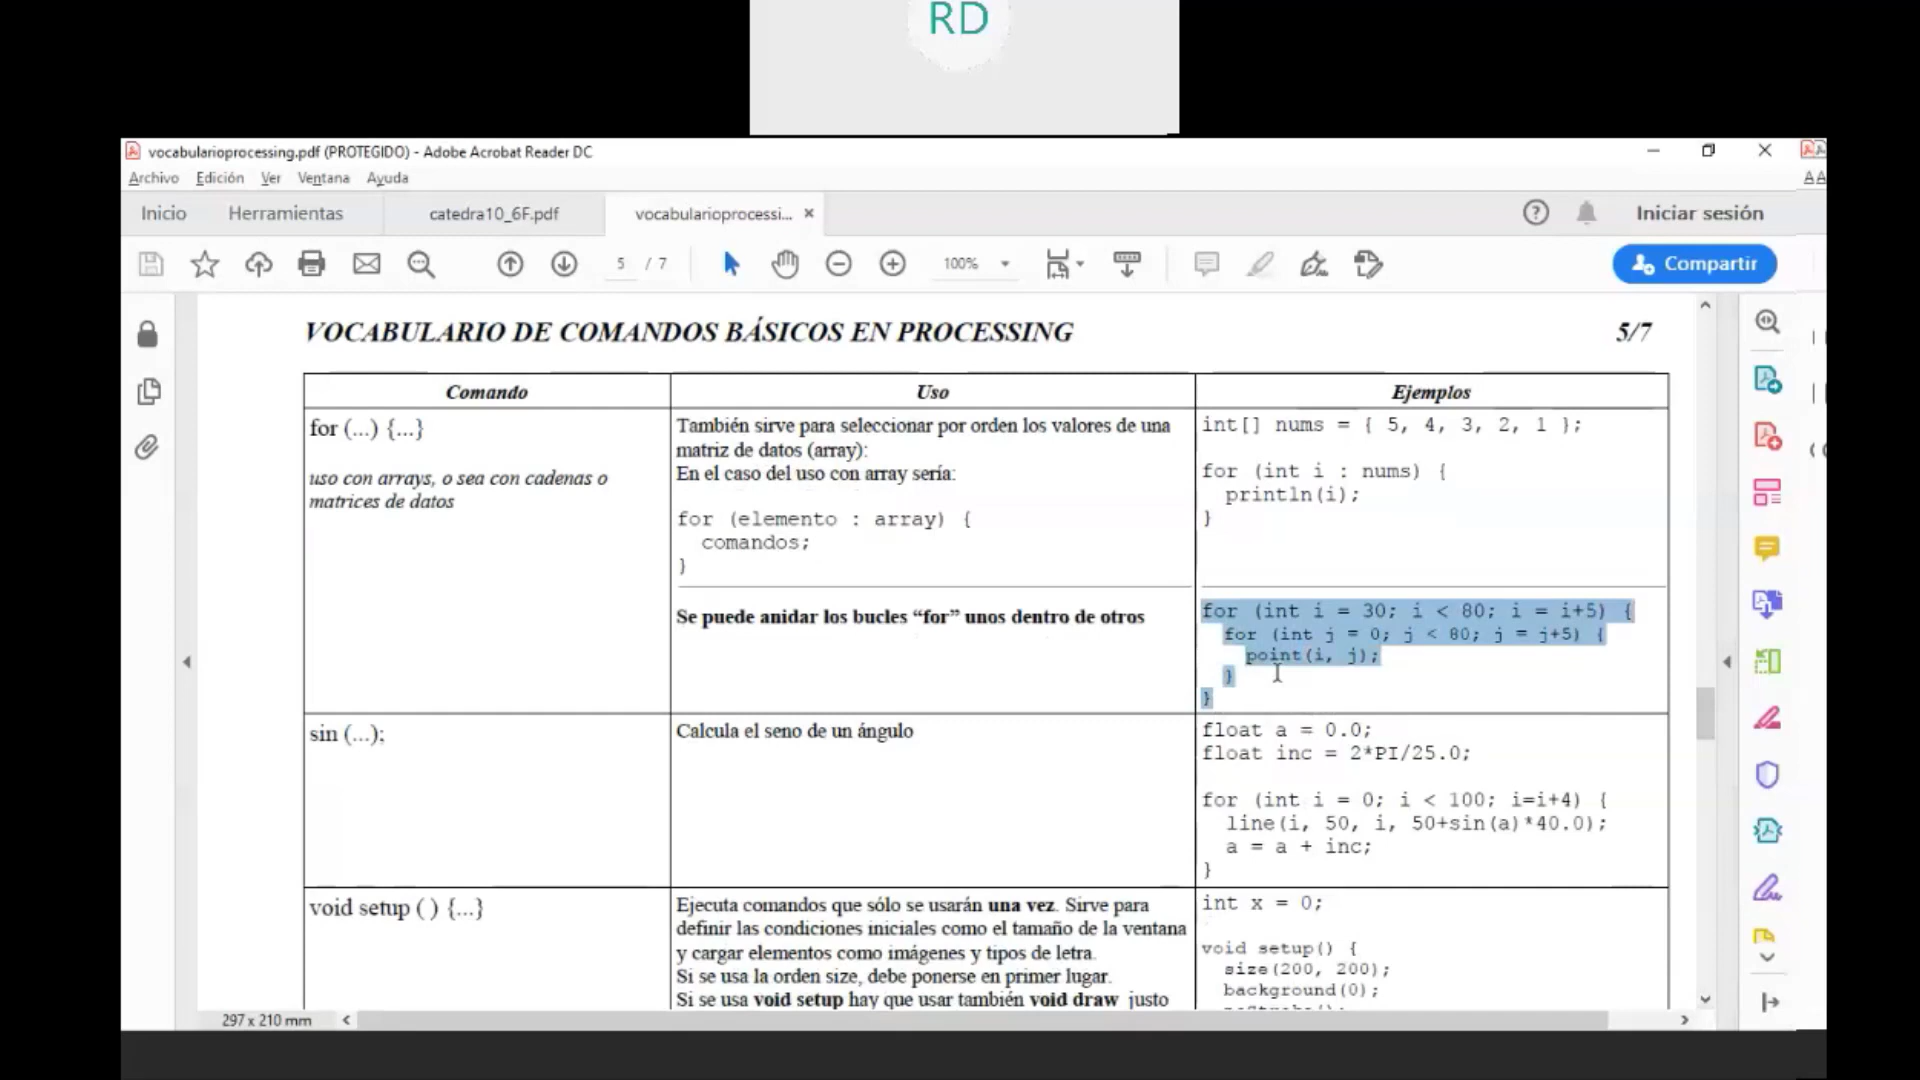 RD
vocabularioprocessing.pdf (PROTEGIDO) - Adobe Acrobat Reader DC
Archivo Edición Ver Ventana Ayuda
Inicio Herramientas catedra10_6F.pdf vocabularioprocessi... × Iniciar sesión
5 / 7 100% Compartir
VOCABULARIO DE COMANDOS BÁSICOS EN PROCESSING 5/7
Comando Uso Ejemplos
for (...) {...}
uso con arrays, o sea con cadenas o
matrices de datos
También sirve para seleccionar por orden los valores de una
matriz de datos (array):
En el caso del uso con array sería:
for (elemento : array) {
comandos;
}
Se puede anidar los bucles “for” unos dentro de otros
int[] nums = { 5, 4, 3, 2, 1 };
for (int i : nums) {
println(i);
}
for (int i = 30; i < 80; i = i+5) {
for (int j = 0; j < 80; j = j+5) {
point(i, j);
}
}
sin (...);
Calcula el seno de un ángulo
float a = 0.0;
float inc = 2*PI/25.0;
for (int i = 0; i < 100; i=i+4) {
line(i, 50, i, 50+sin(a)*40.0);
a = a + inc;
}
void setup ( ) {...}
Ejecuta comandos que sólo se usarán una vez. Sirve para
definir las condiciones iniciales como el tamaño de la ventana
y cargar elementos como imágenes y tipos de letra.
Si se usa la orden size, debe ponerse en primer lugar.
Si se usa void setup hay que usar también void draw justo
int x = 0;
void setup() {
size(200, 200);
background(0);
297 x 210 mm